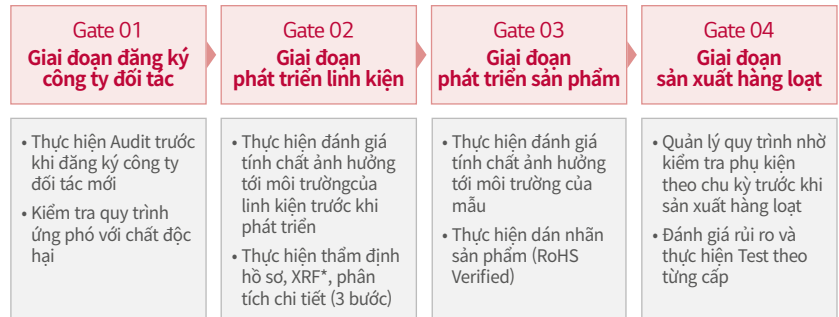 Gate 01
Giai đoạn đăng ký
công ty đối tác
Gate 02
Giai đoạn
phát triển linh kiện
Gate 03
Giai đoạn
phát triển sản phẩm
Gate 04
Giai đoạn
sản xuất hàng loạt
• Thực hiện Audit trước
khi đăng ký công ty
đối tác mới
• Kiểm tra quy trình
ứng phó với chất độc
hại
• Thực hiện đánh giá
tính chất ảnh hưởng
tới môi trườngcủa
linh kiện trước khi
phát triển
• Thực hiện thẩm định
hồ sơ, XRF*, phân
tích chi tiết (3 bước)
• Thực hiện đánh giá
tính chất ảnh hưởng
tới môi trường của
mẫu
• Thực hiện dán nhãn
sản phẩm (RoHS
Verified)
• Quản lý quy trình nhờ
kiểm tra phụ kiện
theo chu kỳ trước khi
sản xuất hàng loạt
• Đánh giá rủi ro và
thực hiện Test theo
từng cấp